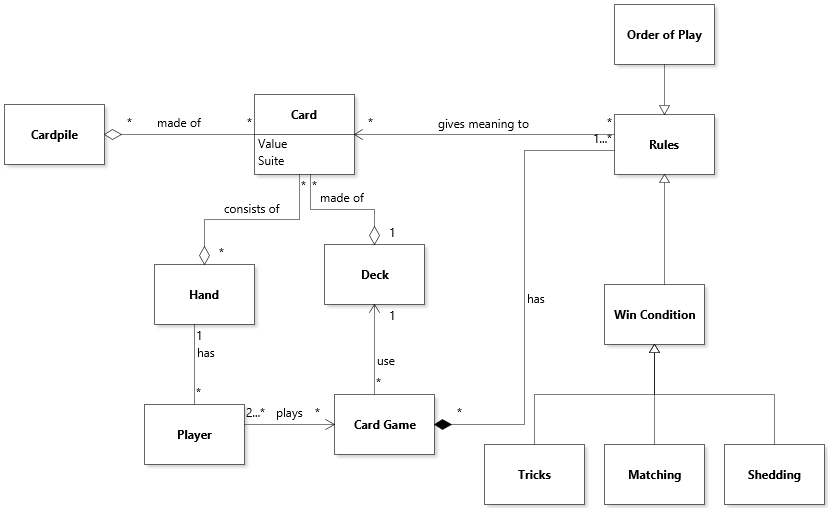 Order of Play
Cardpile
*
made of
*
Card
Value
Suite
*
gives meaning to
*
1...*
Rules
consists of
*
*
*
made of
1
Hand
Deck
1
has
*
1
use
*
has
Win Condition
Player
2...*
plays
*
Card Game
*
Tricks
Matching
Shedding